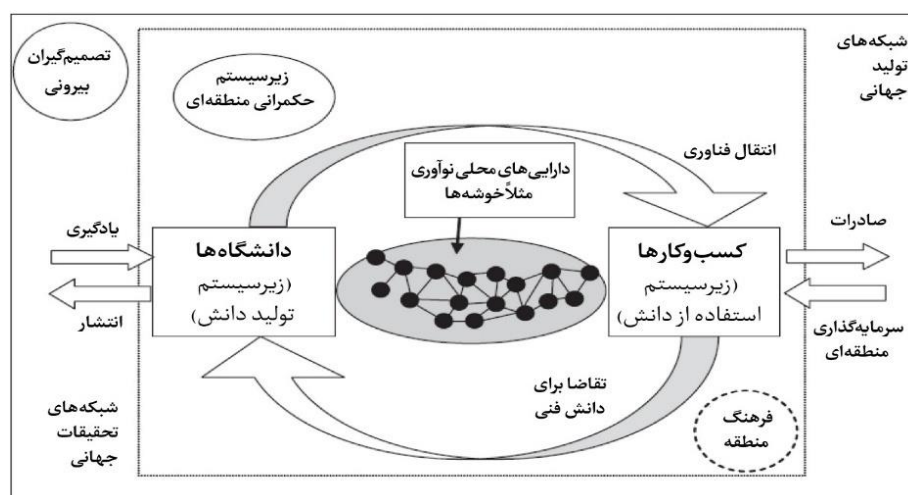 تصمیم‌گیران
بیرونی
زیرسیستم
حکمرانی منطقه‌ای
شبکه‌های
تولید
جهانی
انتقال فناوری
دارایی‌های محلی نوآوری
مثلاً خوشه‌ها
صادرات
کسب‌وکارها
(زیرسیستم
استفاده از دانش)
یادگیری
دانشگاه‌ها
(زیرسیستم
تولید دانش)
سرمایه‌گذاری
منطقه‌ای
انتشار
تقاضا برای
دانش فنی
فرهنگ
منطقه
شبکه‌های
تحقیقات
جهانی